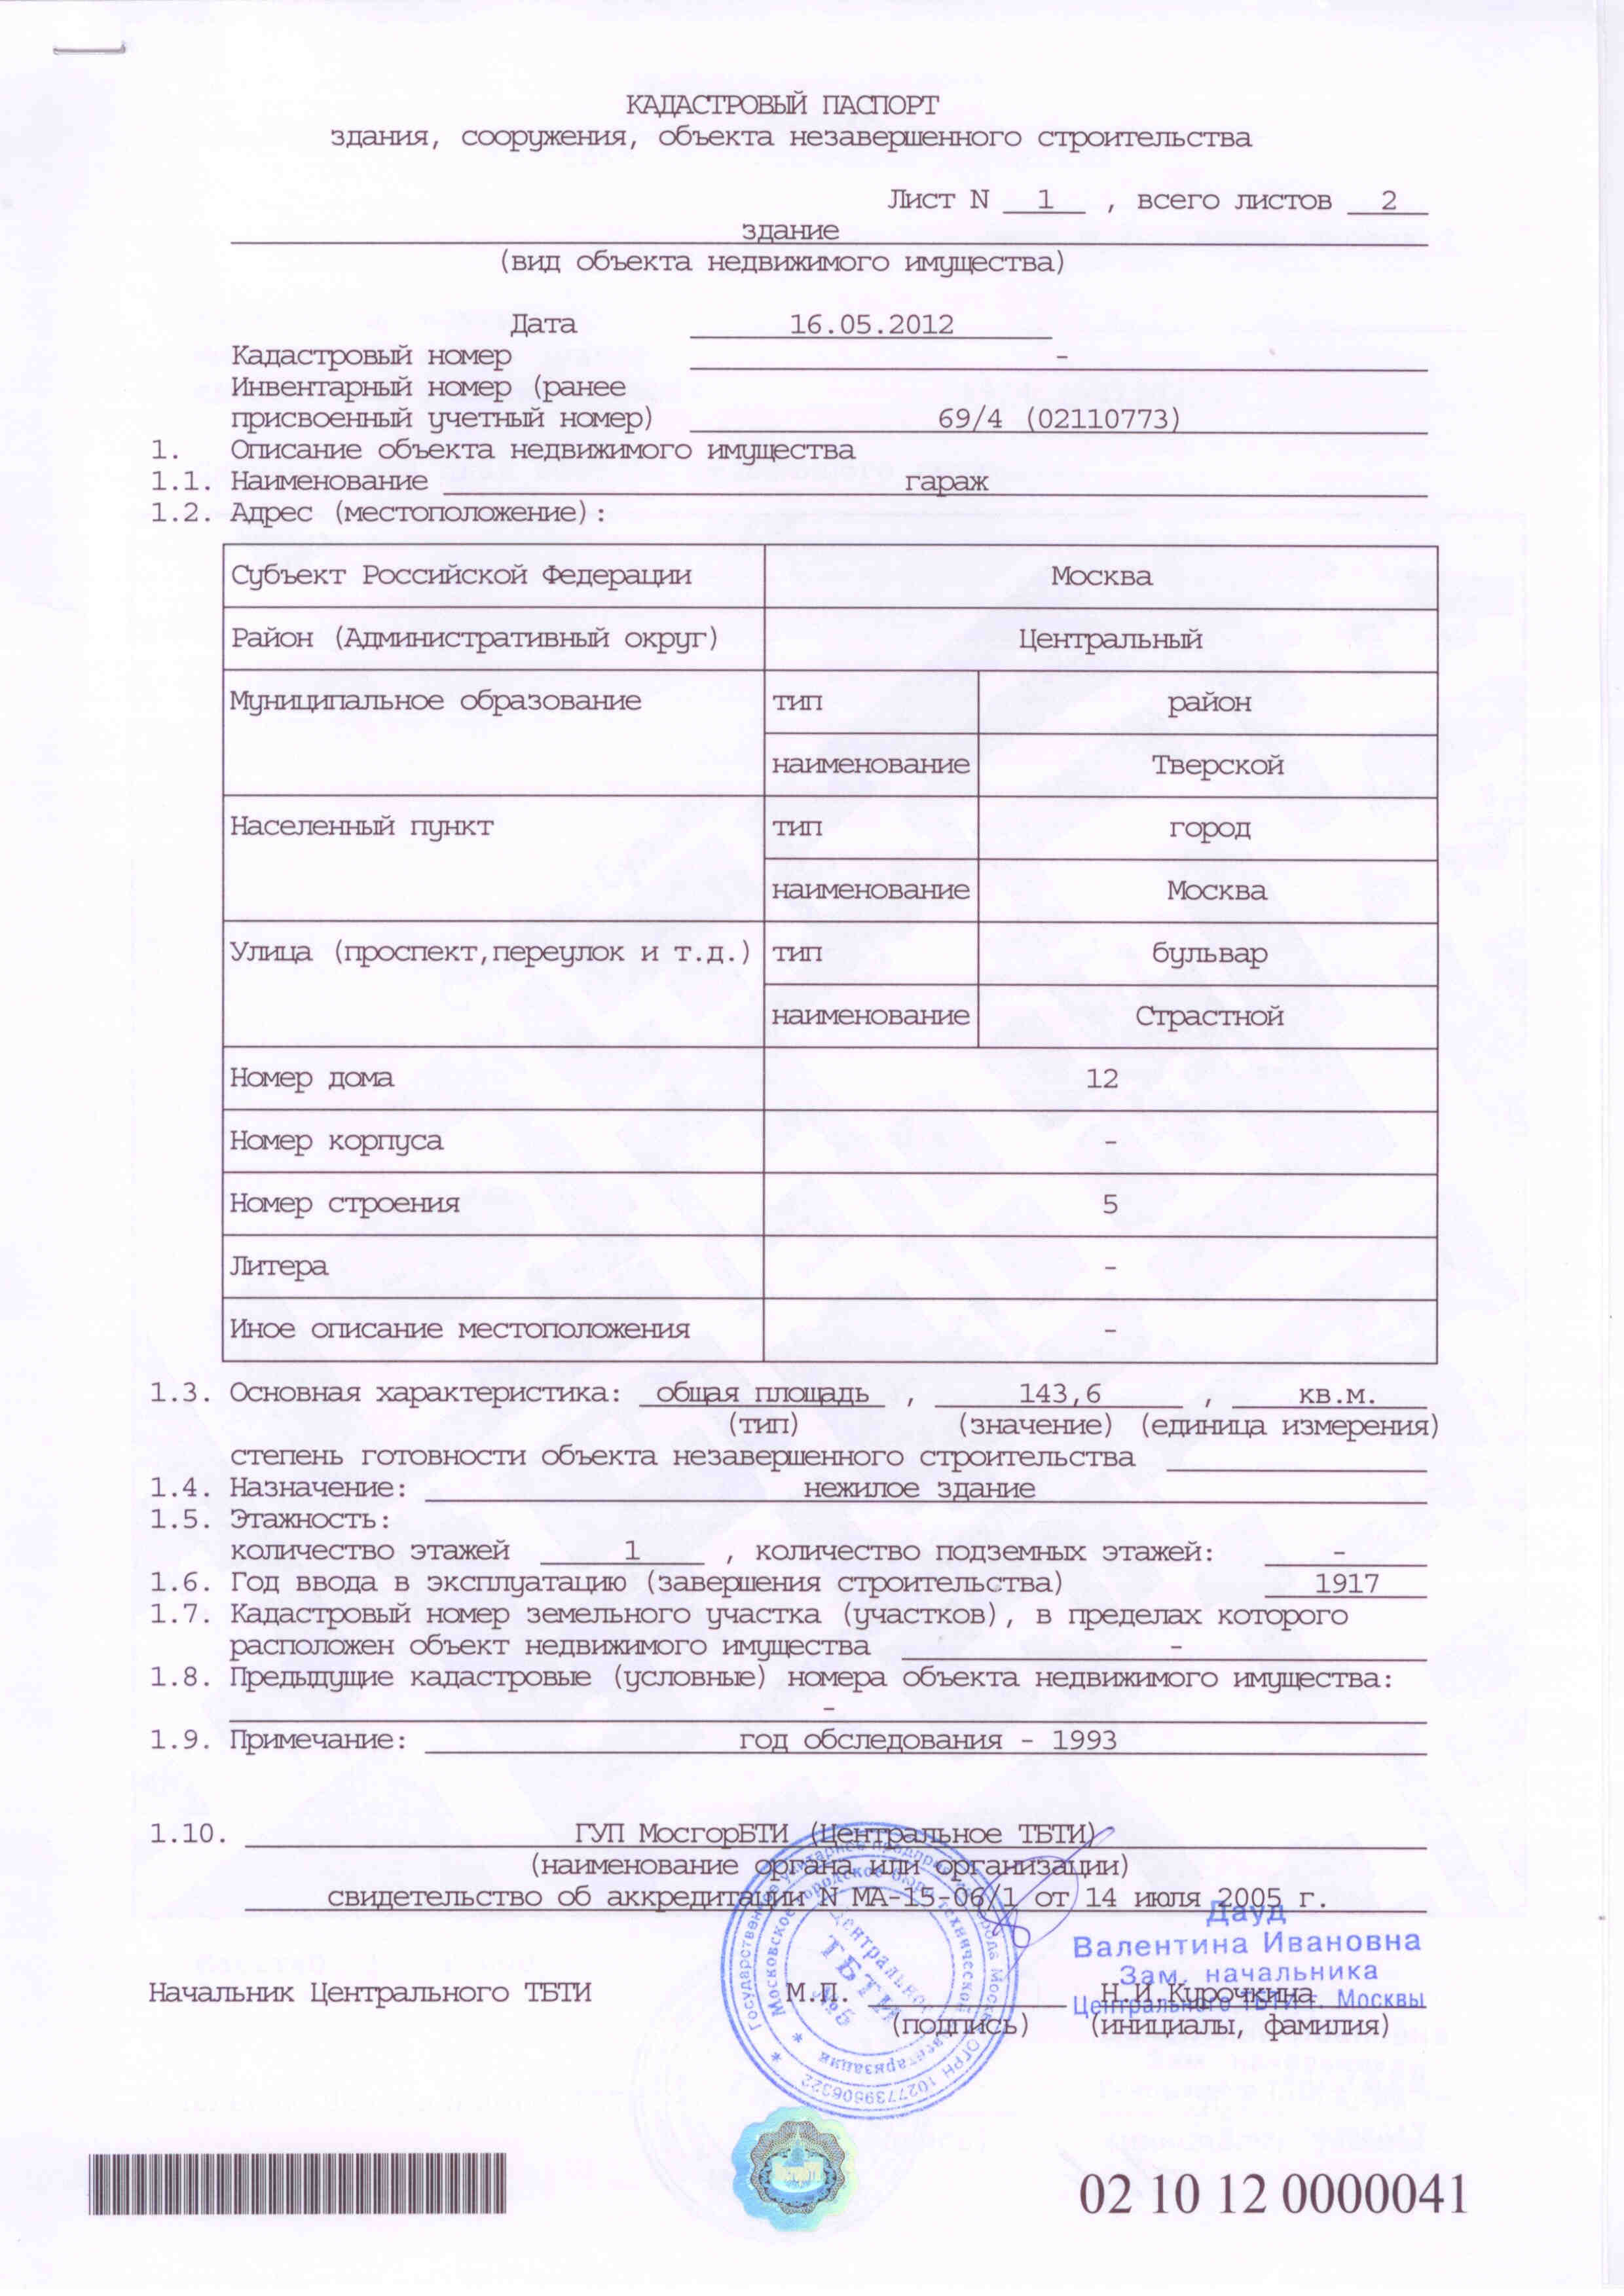 КАДАСТРОВЫЙ ПАСПОРТ
здания, сооружения, объекта незавершенного строительства
Лист N 1 , всего листов 2
здание
(вид объекта недвижимого имущества)
Дата 16.05.2012
Кадастровый номер -
Инвентарный номер (ранее
присвоенный учетный номер) 69/4 (02110773)
1. Описание объекта недвижимого имущества
1.1. Наименование гараж
1.2. Адрес (местоположение):
Субъект Российской Федерации Москва
Район (Административный округ) Центральный
Муниципальное образование тип район
наименование Тверской
Населенный пункт тип город
наименование Москва
Улица (проспект,переулок и т.д.) тип бульвар
наименование Страстной
Номер дома 12
Номер корпуса -
Номер строения 5
Литера -
Иное описание местоположения -
1.3. Основная характеристика: общая площадь , 143,6 , кв.м.
(тип) (значение) (единица измерения)
степень готовности объекта незавершенного строительства
1.4. Назначение: нежилое здание
1.5. Этажность:
количество этажей 1 , количество подземных этажей: -
1.6. Год ввода в эксплуатацию (завершения строительства) 1917
1.7. Кадастровый номер земельного участка (участков), в пределах которого
расположен объект недвижимого имущества -
1.8. Предыдущие кадастровые (условные) номера объекта недвижимого имущества:
-
1.9. Примечание: год обследования - 1993
1.10. ГУП МосгорБТИ (Центральное ТБТИ)
(наименование органа или организации)
свидетельство об аккредитации N МА-15-06/1 от 14 июля 2005 г.
Дауд
Валентина Ивановна
Зам. начальника
Центрального ТБТИ г. Москвы
Начальник Центрального ТБТИ М.П. Н.И.Курочкина
(подпись) (инициалы, фамилия)
Центральное
ТБТИ
02 10 12 0000041